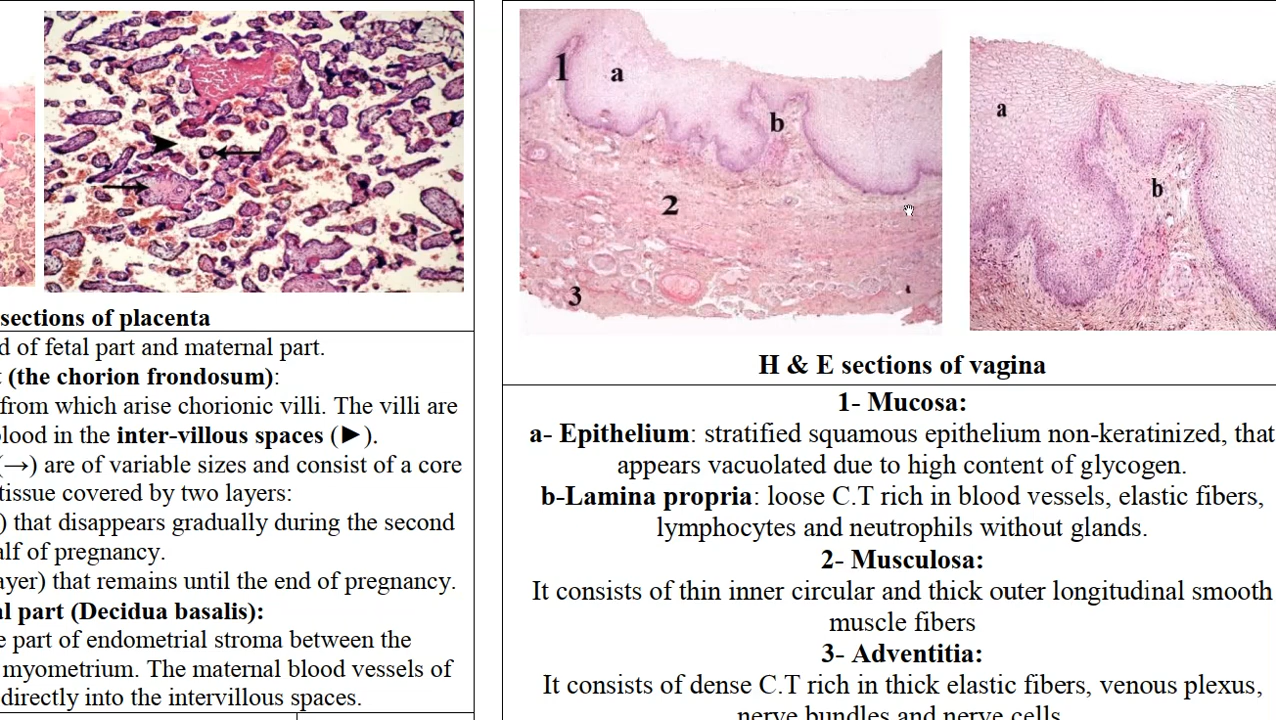 sections of placenta
d of fetal part and maternal part.
(the chorion frondosum):
from which arise chorionic villi. The villi are
lood in the inter-villous spaces (►).
(→) are of variable sizes and consist of a core
tissue covered by two layers:
) that disappears gradually during the second
alf of pregnancy.
ayer) that remains until the end of pregnancy.
al part (Decidua basalis):
e part of endometrial stroma between the
myometrium. The maternal blood vessels of
directly into the intervillous spaces.
1
a
b
2
3
a
b
H & E sections of vagina
1- Mucosa:
a- Epithelium: stratified squamous epithelium non-keratinized, that
appears vacuolated due to high content of glycogen.
b-Lamina propria: loose C.T rich in blood vessels, elastic fibers,
lymphocytes and neutrophils without glands.
2- Musculosa:
It consists of thin inner circular and thick outer longitudinal smooth
muscle fibers
3- Adventitia:
It consists of dense C.T rich in thick elastic fibers, venous plexus,
nerve bundles and nerve cells